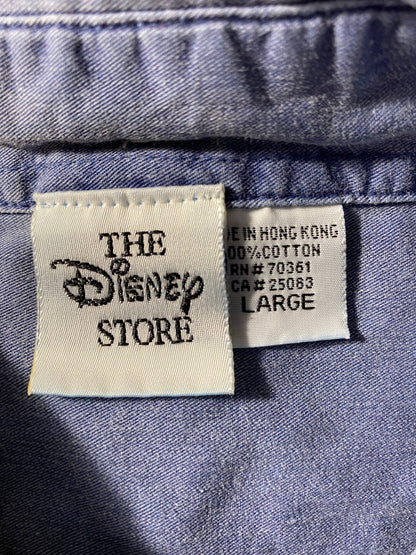 THE
Disney
STORE
DE IN HONG KONG
00%COTTON
RN# 70361
CA# 25083
LARGE